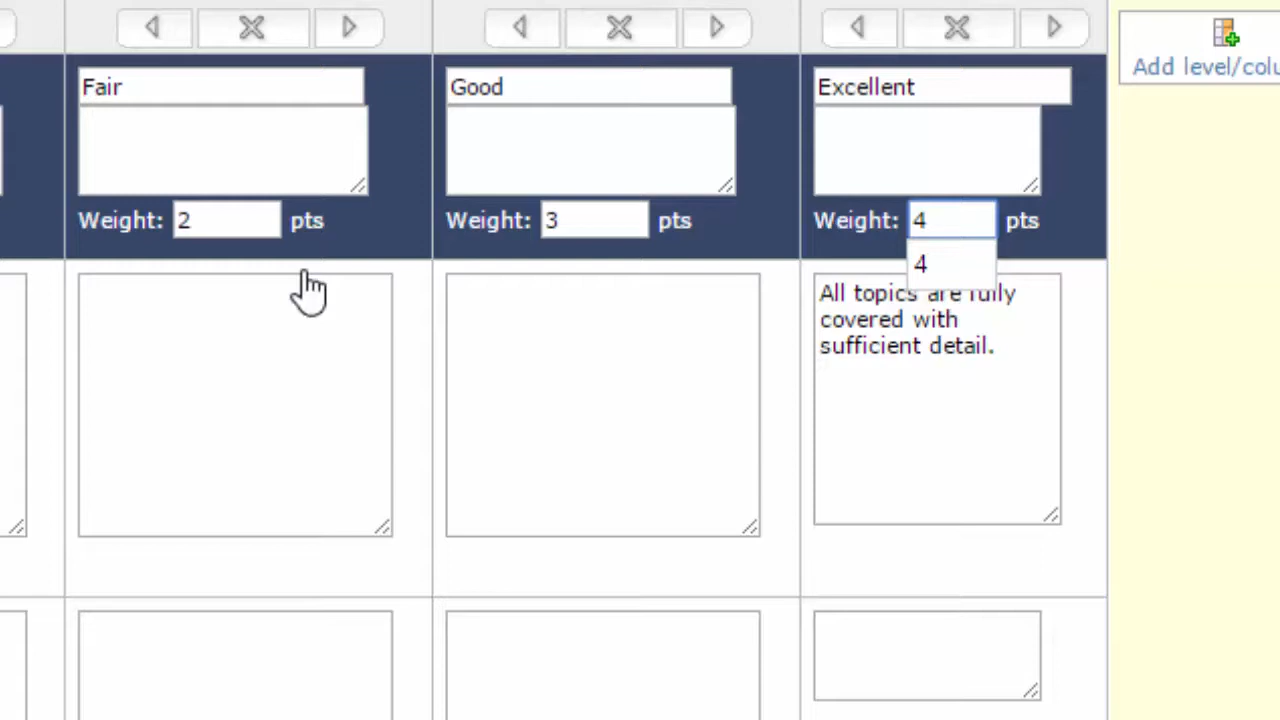 Fair
Good
Excellent
Add level/colu
Weight: 2 pts
Weight: 3 pts
Weight: 4 pts
4
All topics are fully
covered with
sufficient detail.